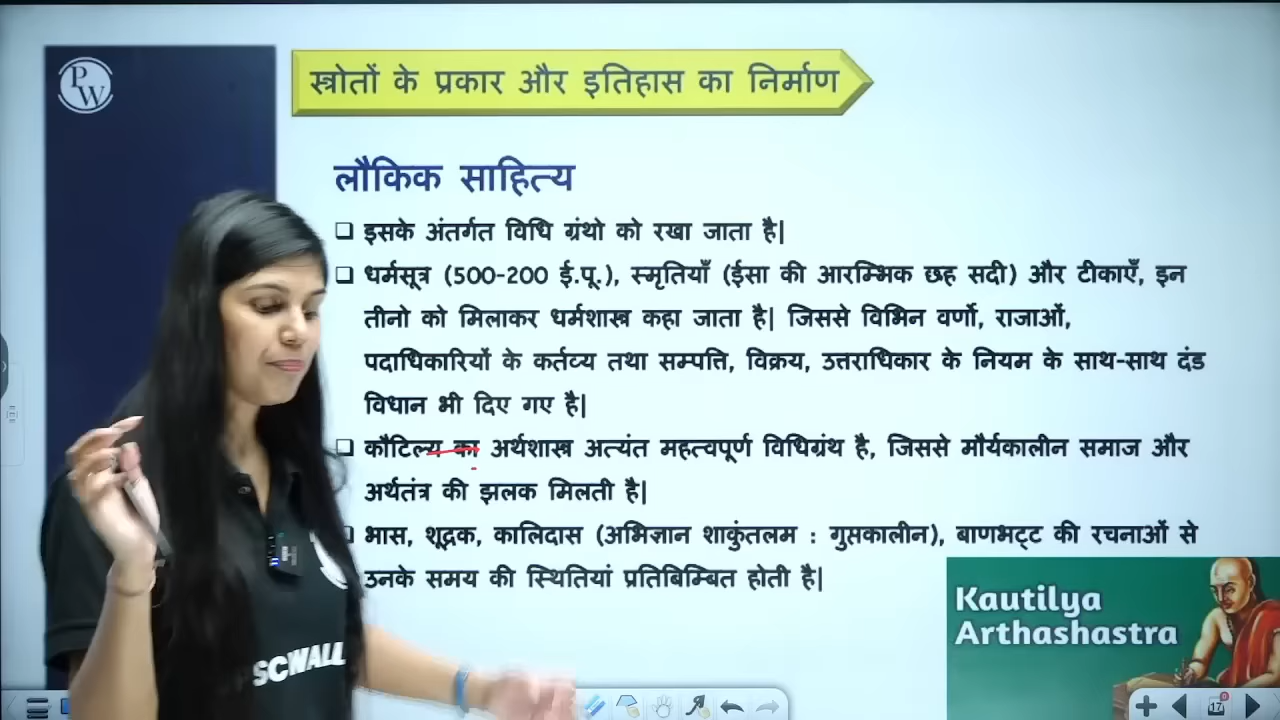 PW
स्त्रोतों के प्रकार और इतिहास का निर्माण
लौकिक साहित्य
इसके अंतर्गत विधि ग्रंथो को रखा जाता है|
धर्मसूत्र (500-200 ई.पू.), स्मृतियाँ (ईसा की आरम्भिक छह सदी) और टीकाएँ, इन
तीनो को मिलाकर धर्मशास्त्र कहा जाता है| जिससे विभिन वर्णो, राजाओं,
पदाधिकारियों के कर्तव्य तथा सम्पत्ति, विक्रय, उत्तराधिकार के नियम के साथ-साथ दंड
विधान भी दिए गए है|
कौटिल्य का अर्थशास्त्र अत्यंत महत्वपूर्ण विधिग्रंथ है, जिससे मौर्यकालीन समाज और
अर्थतंत्र की झलक मिलती है|
भास, शूद्रक, कालिदास (अभिज्ञान शाकुंतलम : गुप्तकालीन), बाणभट्ट की रचनाओं से
उनके समय की स्थितियां प्रतिबिम्बित होती है|
Kautilya
Arthashastra
SCWALL
17